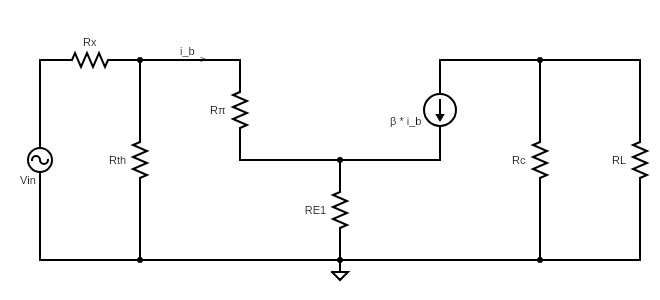 Rx
i_b
Rπ
β * i_b
Rth
Rc
RL
Vin
RE1